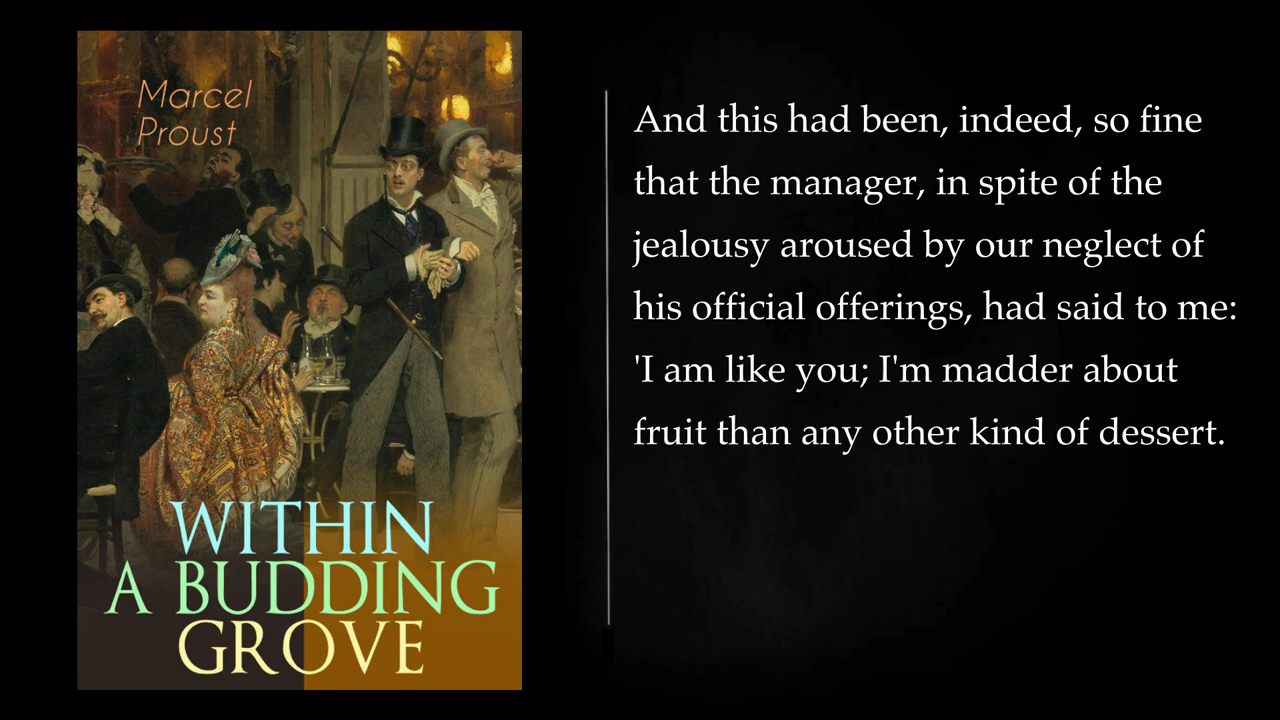 Marcel
Proust
WITHIN
A BUDDING
GROVE
And this had been, indeed, so fine
that the manager, in spite of the
jealousy aroused by our neglect of
his official offerings, had said to me:
'I am like you; I'm madder about
fruit than any other kind of dessert.